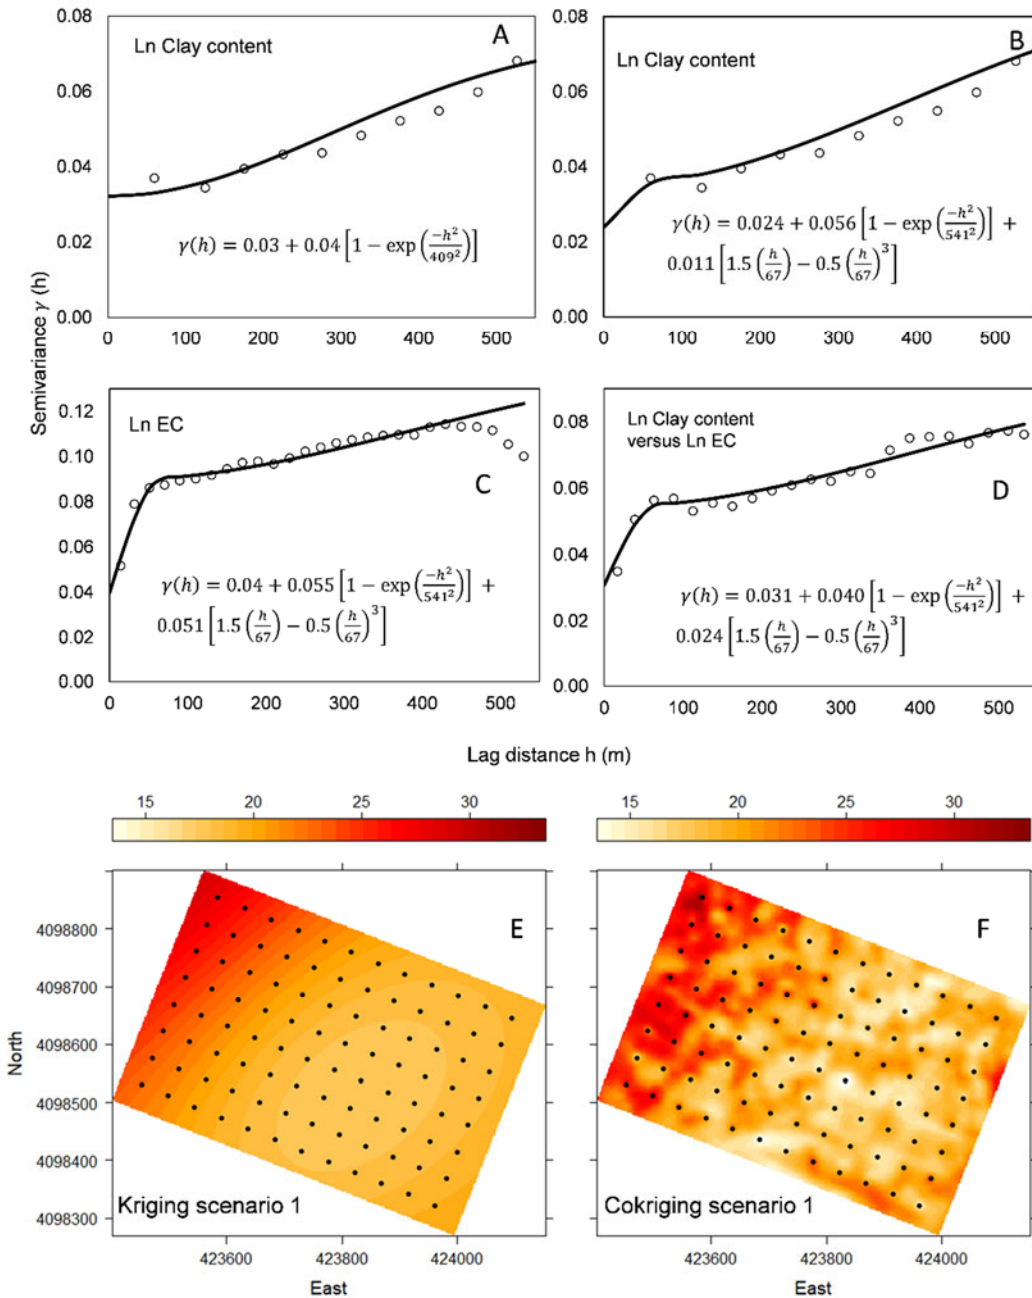 0.08
0.06
0.04
0.02
0.00
Ln Clay content
A
γ(h) = 0.03 + 0.04 [1 − exp(−h²/409²)]
0 100 200 300 400 500
0.08
0.06
0.04
0.02
0.00
Ln Clay content
B
γ(h) = 0.024 + 0.056 [1 − exp(−h²/541²)] +
0.011 [1.5(h/67) − 0.5(h/67)³]
0 100 200 300 400 500
Semivariance γ (h)
0.12
0.10
0.08
0.06
0.04
0.02
0.00
Ln EC
C
γ(h) = 0.04 + 0.055 [1 − exp(−h²/541²)] +
0.051 [1.5(h/67) − 0.5(h/67)³]
0 100 200 300 400 500
0.08
0.06
0.04
0.02
0.00
Ln Clay content
versus Ln EC
D
γ(h) = 0.031 + 0.040 [1 − exp(−h²/541²)] +
0.024 [1.5(h/67) − 0.5(h/67)³]
0 100 200 300 400 500
Lag distance h (m)
15 20 25 30
E
4098800
4098700
4098600
4098500
4098400
4098300
North
Kriging scenario 1
423600 423800 424000
East
15 20 25 30
F
Cokriging scenario 1
423600 423800 424000
East